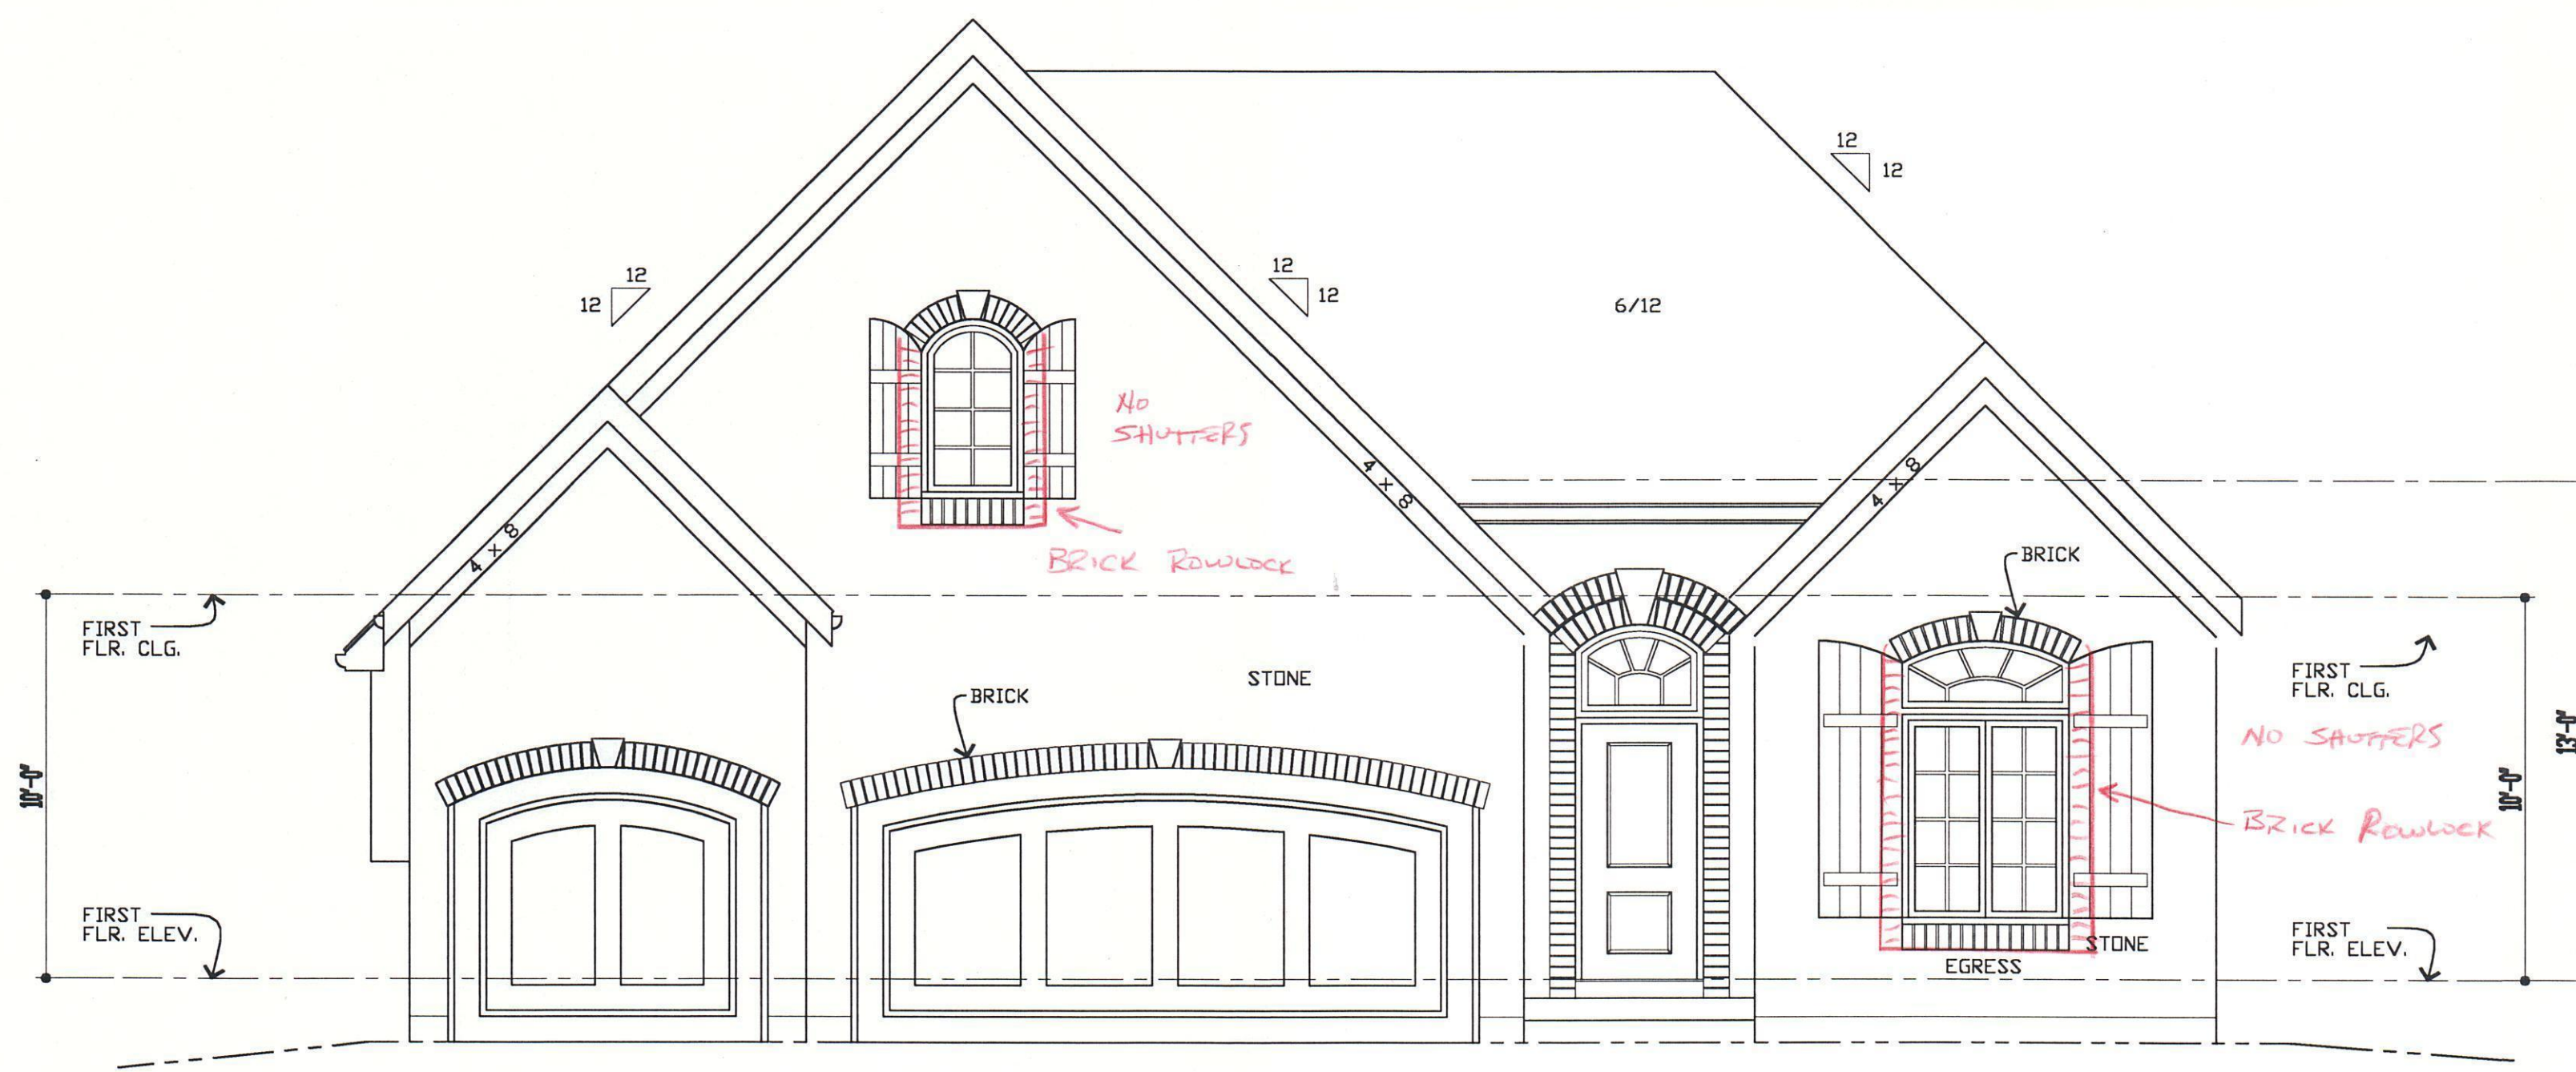 12
12
12
12
12
12
6/12
NO
SHUTTERS
4 x 8
4 x 8
4 x 8
BRICK ROWLOCK
BRICK
FIRST
FLR. CLG.
STONE
BRICK
FIRST
FLR. CLG.
NO SHUTTERS
10'-0"
10'-0"
13'-0"
BRICK ROWLOCK
FIRST
FLR. ELEV.
FIRST
FLR. ELEV.
STONE
EGRESS